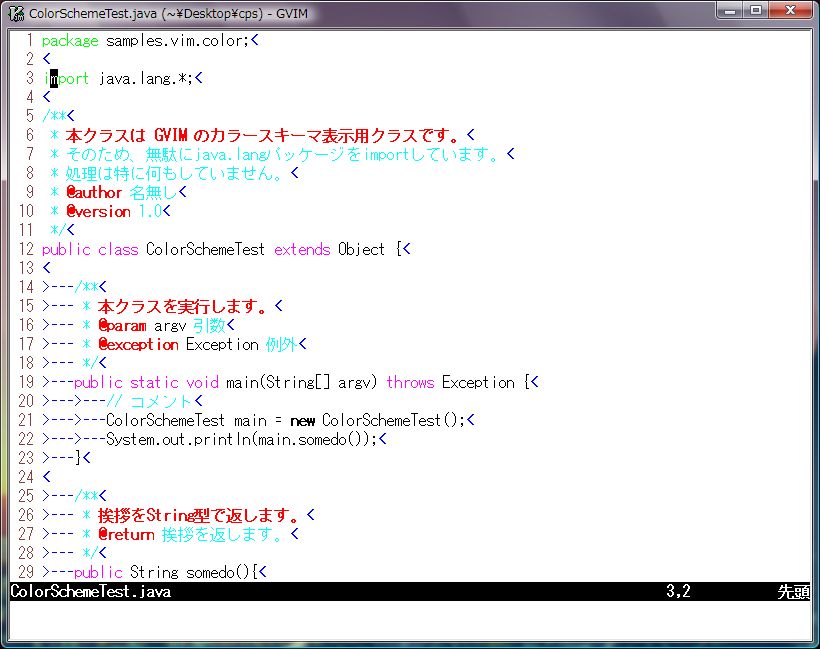 ColorSchemeTest.java (~¥Desktop¥cps) - GVIM
1 package samples.vim.color;<
2 <
3 import java.lang.*;<
4 <
5 /**<
6  * 本クラスは GVIM のカラースキーマ表示用クラスです。<
7  * そのため、無駄にjava.langパッケージをimportしています。<
8  * 処理は特に何もしていません。<
9  * @author 名無し<
10  * @version 1.0<
11  */<
12 public class ColorSchemeTest extends Object {<
13 <
14 >---/**<
15 >--- * 本クラスを実行します。<
16 >--- * @param argv 引数<
17 >--- * @exception Exception 例外<
18 >--- */<
19 >---public static void main(String[] argv) throws Exception {<
20 >--->---// コメント<
21 >--->---ColorSchemeTest main = new ColorSchemeTest();<
22 >--->---System.out.println(main.somedo());<
23 >---}<
24 <
25 >---/**<
26 >--- * 挨拶をString型で返します。<
27 >--- * @return 挨拶を返します。<
28 >--- */<
29 >---public String somedo(){<
ColorSchemeTest.java 3,2 先頭